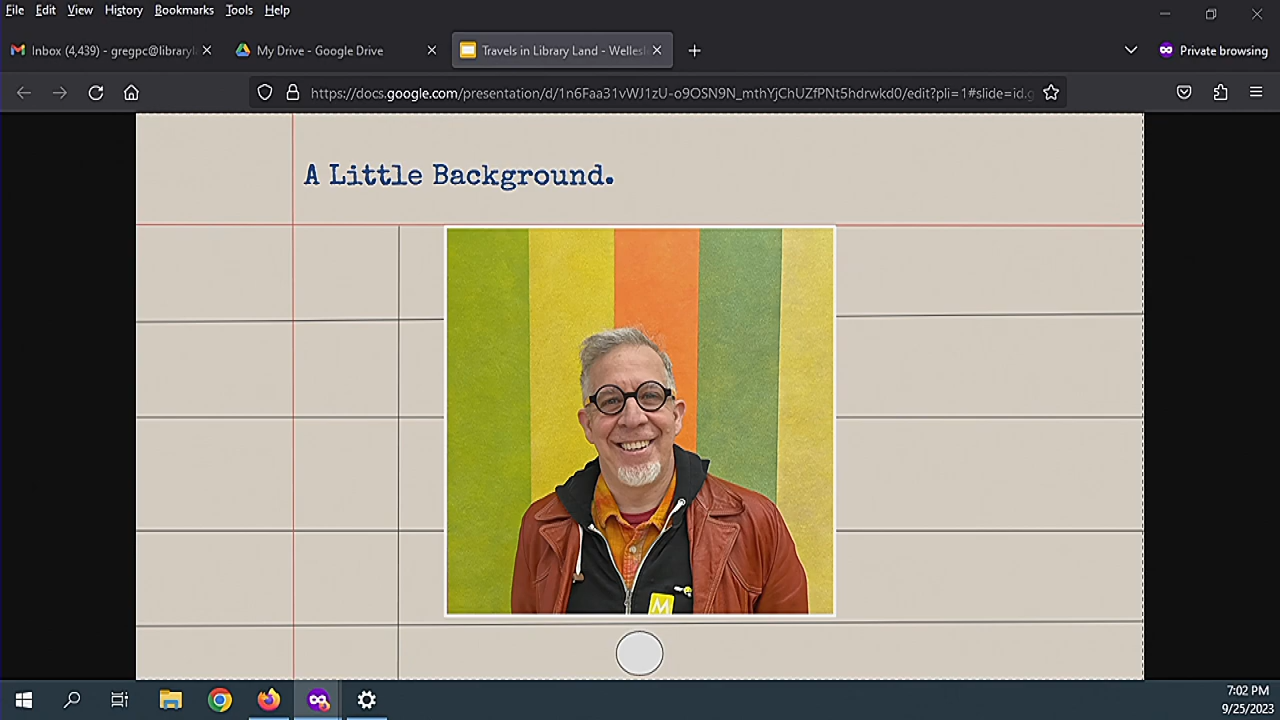 File Edit View History Bookmarks Tools Help
Inbox (4,439) - gregpc@library
My Drive - Google Drive
Travels in Library Land - Welles
Private browsing
https://docs.google.com/presentation/d/1n6Faa31vWJ1zU-o9OSN9N_mthYjChUZfPNt5hdrwkd0/edit?pli=1#slide=id.g
A Little Background.
M
7:02 PM
9/25/2023